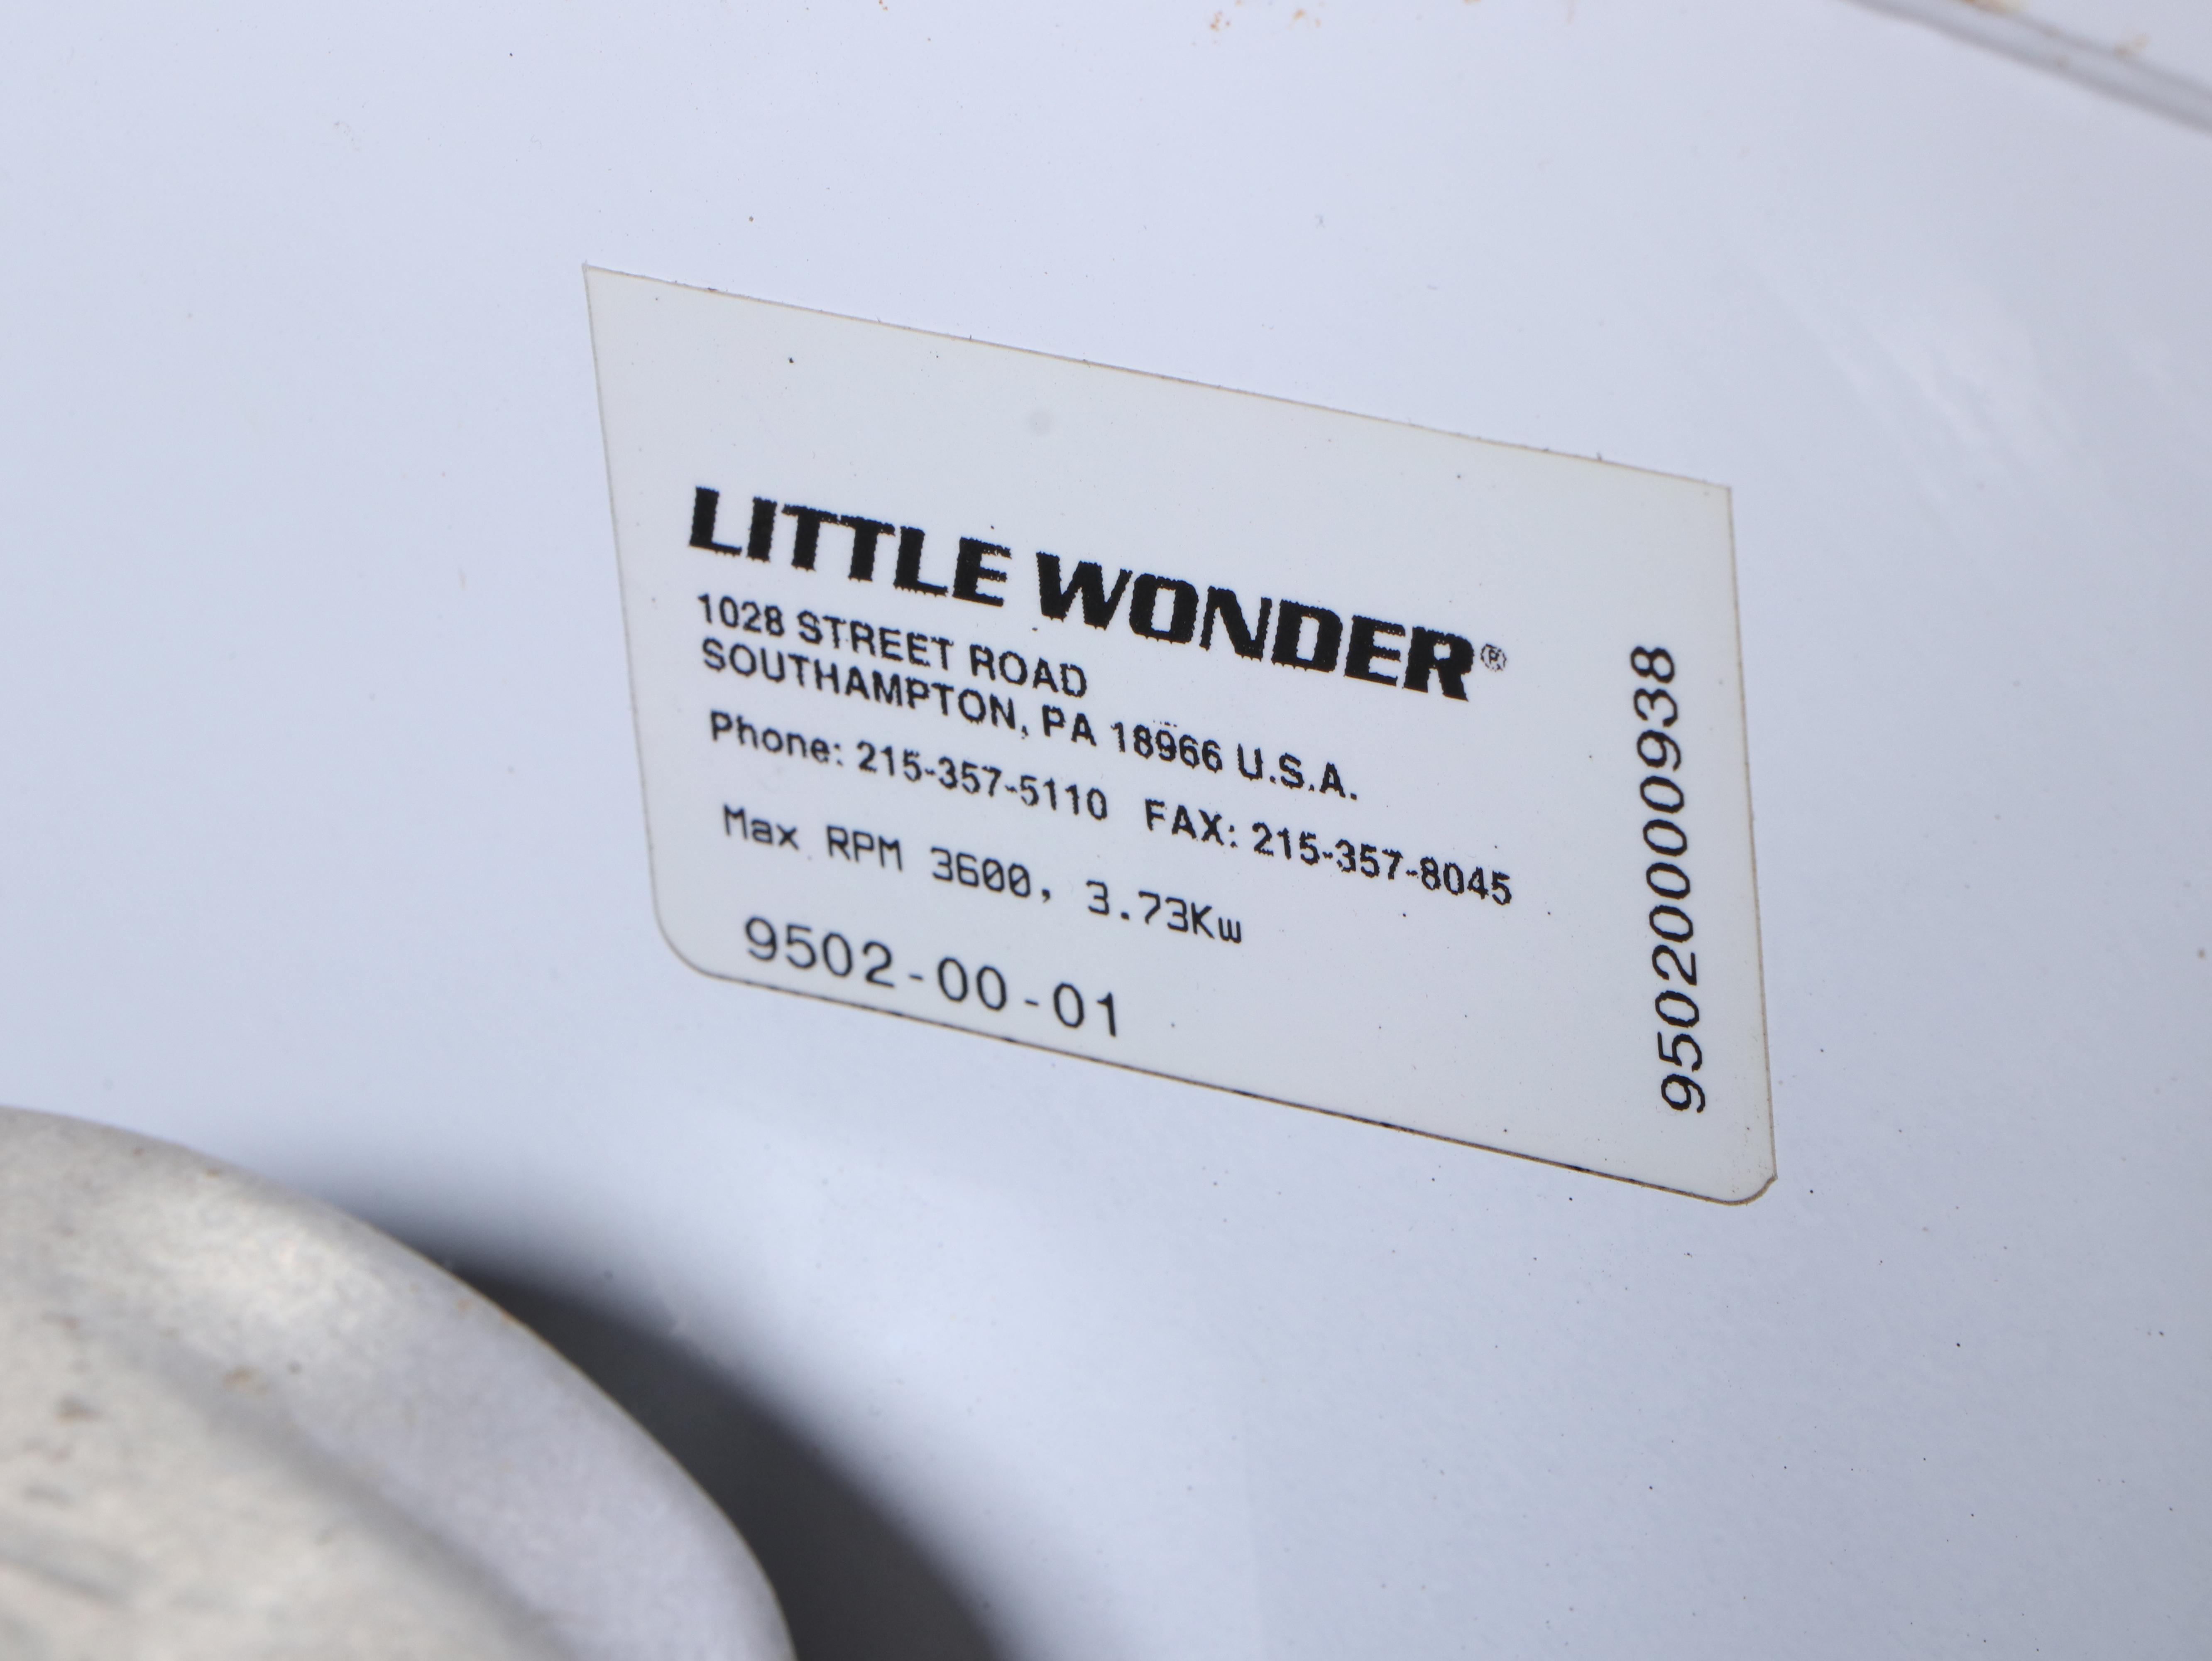 LITTLE WONDER®
1028 STREET ROAD
SOUTHAMPTON, PA 18966 U.S.A.
Phone: 215-357-5110 FAX: 215-357-8045
Max RPM 3600, 3.73Kw
9502-00-01
95020000938